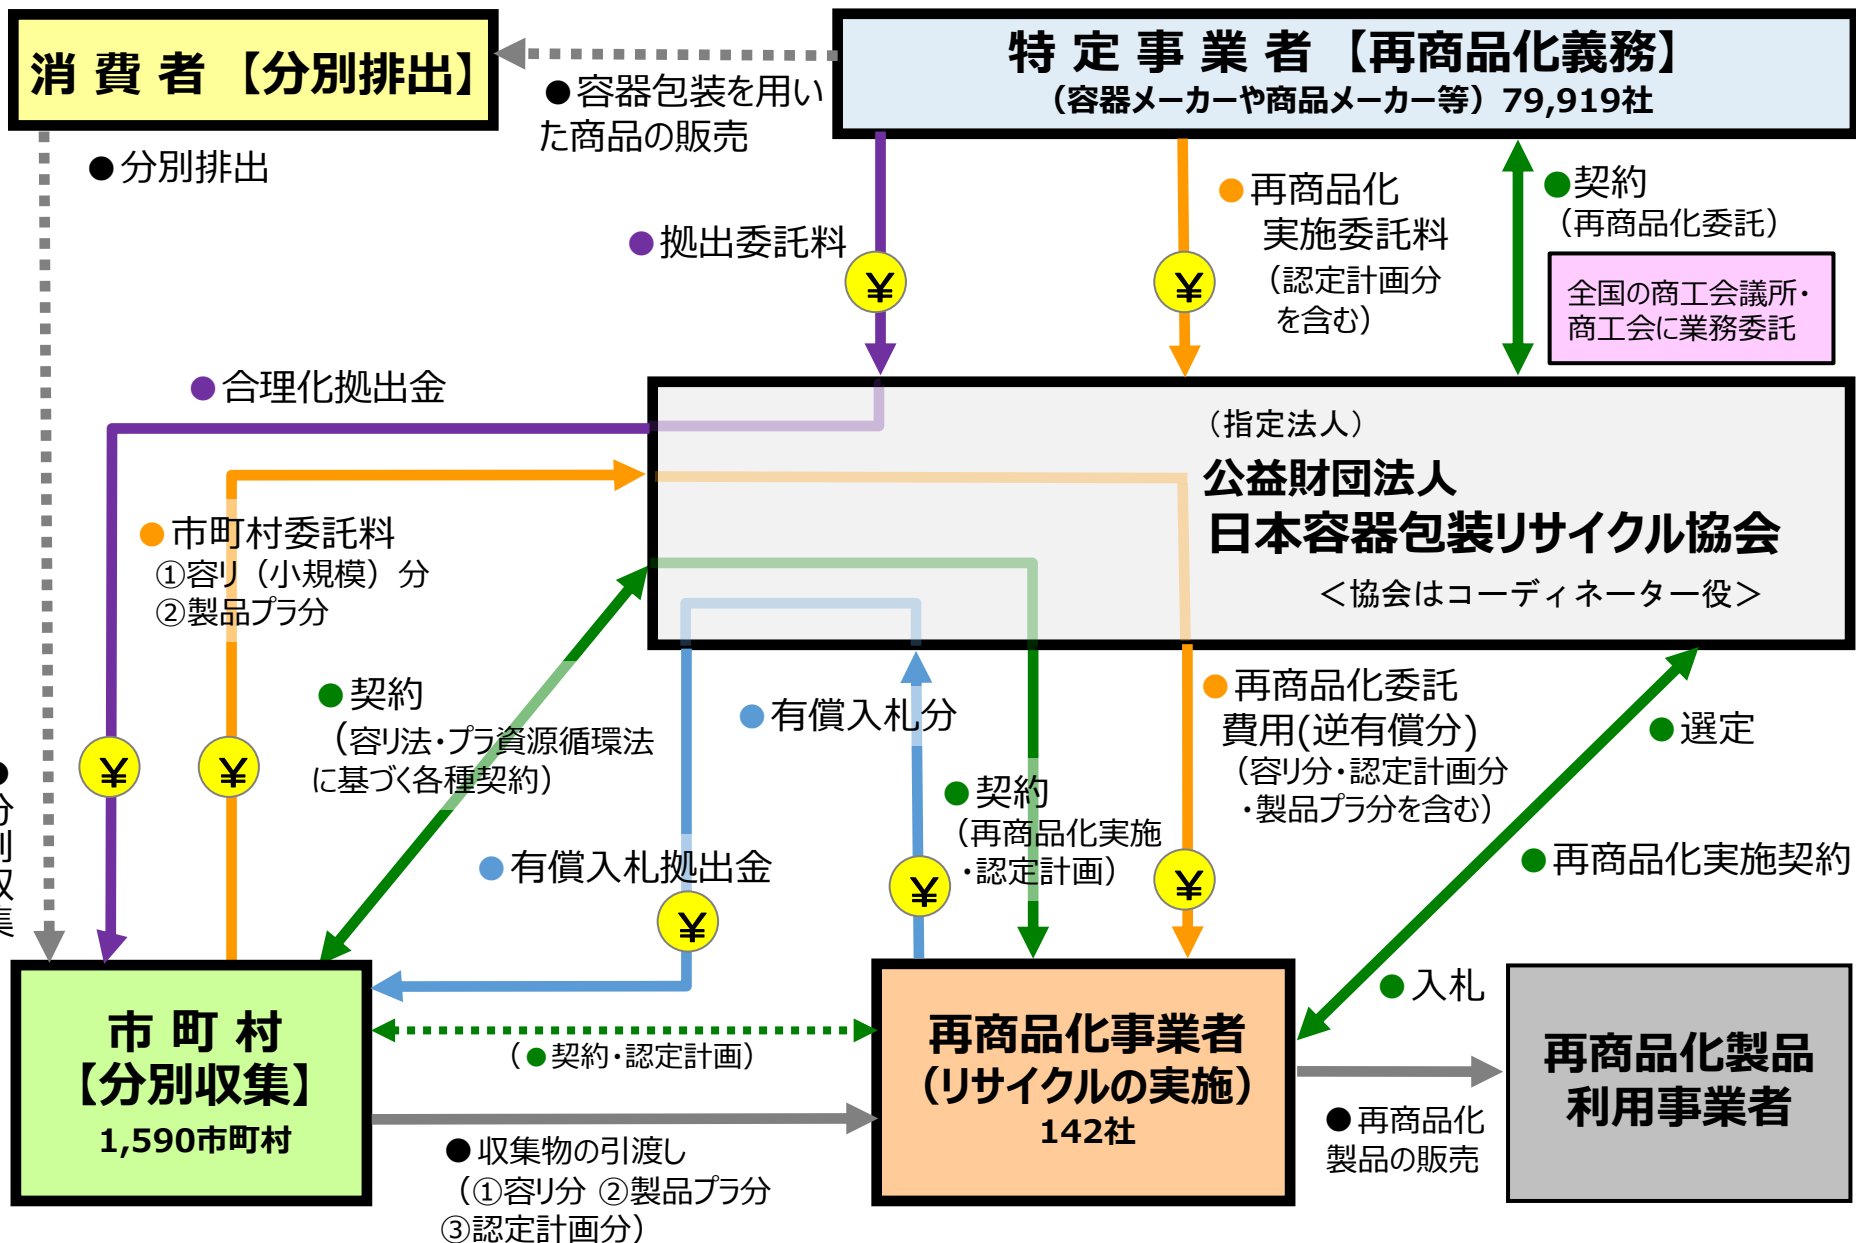 消 費 者 【分別排出】
特 定 事 業 者 【再商品化義務】
（容器メーカーや商品メーカー等）79,919社
●容器包装を用い
た商品の販売
●分別排出
●拠出委託料
●再商品化
実施委託料
（認定計画分
を含む）
●契約
（再商品化委託）
全国の商工会議所・
商工会に業務委託
¥
¥
●合理化拠出金
（指定法人）
公益財団法人
日本容器包装リサイクル協会
＜協会はコーディネーター役＞
●市町村委託料
①容リ（小規模）分
②製品プラ分
●契約
（容リ法・プラ資源循環法
に基づく各種契約）
●有償入札分
●再商品化委託
費用(逆有償分)
（容リ分・認定計画分
・製品プラ分を含む）
●選定
¥
¥
●分別収集
●契約
（再商品化実施
・認定計画）
●有償入札拠出金
¥
¥
¥
●再商品化実施契約
●入札
市 町 村
【分別収集】
1,590市町村
（●契約・認定計画）
再商品化事業者
（リサイクルの実施）
142社
再商品化製品
利用事業者
●収集物の引渡し
（①容リ分 ②製品プラ分
③認定計画分）
●再商品化
製品の販売